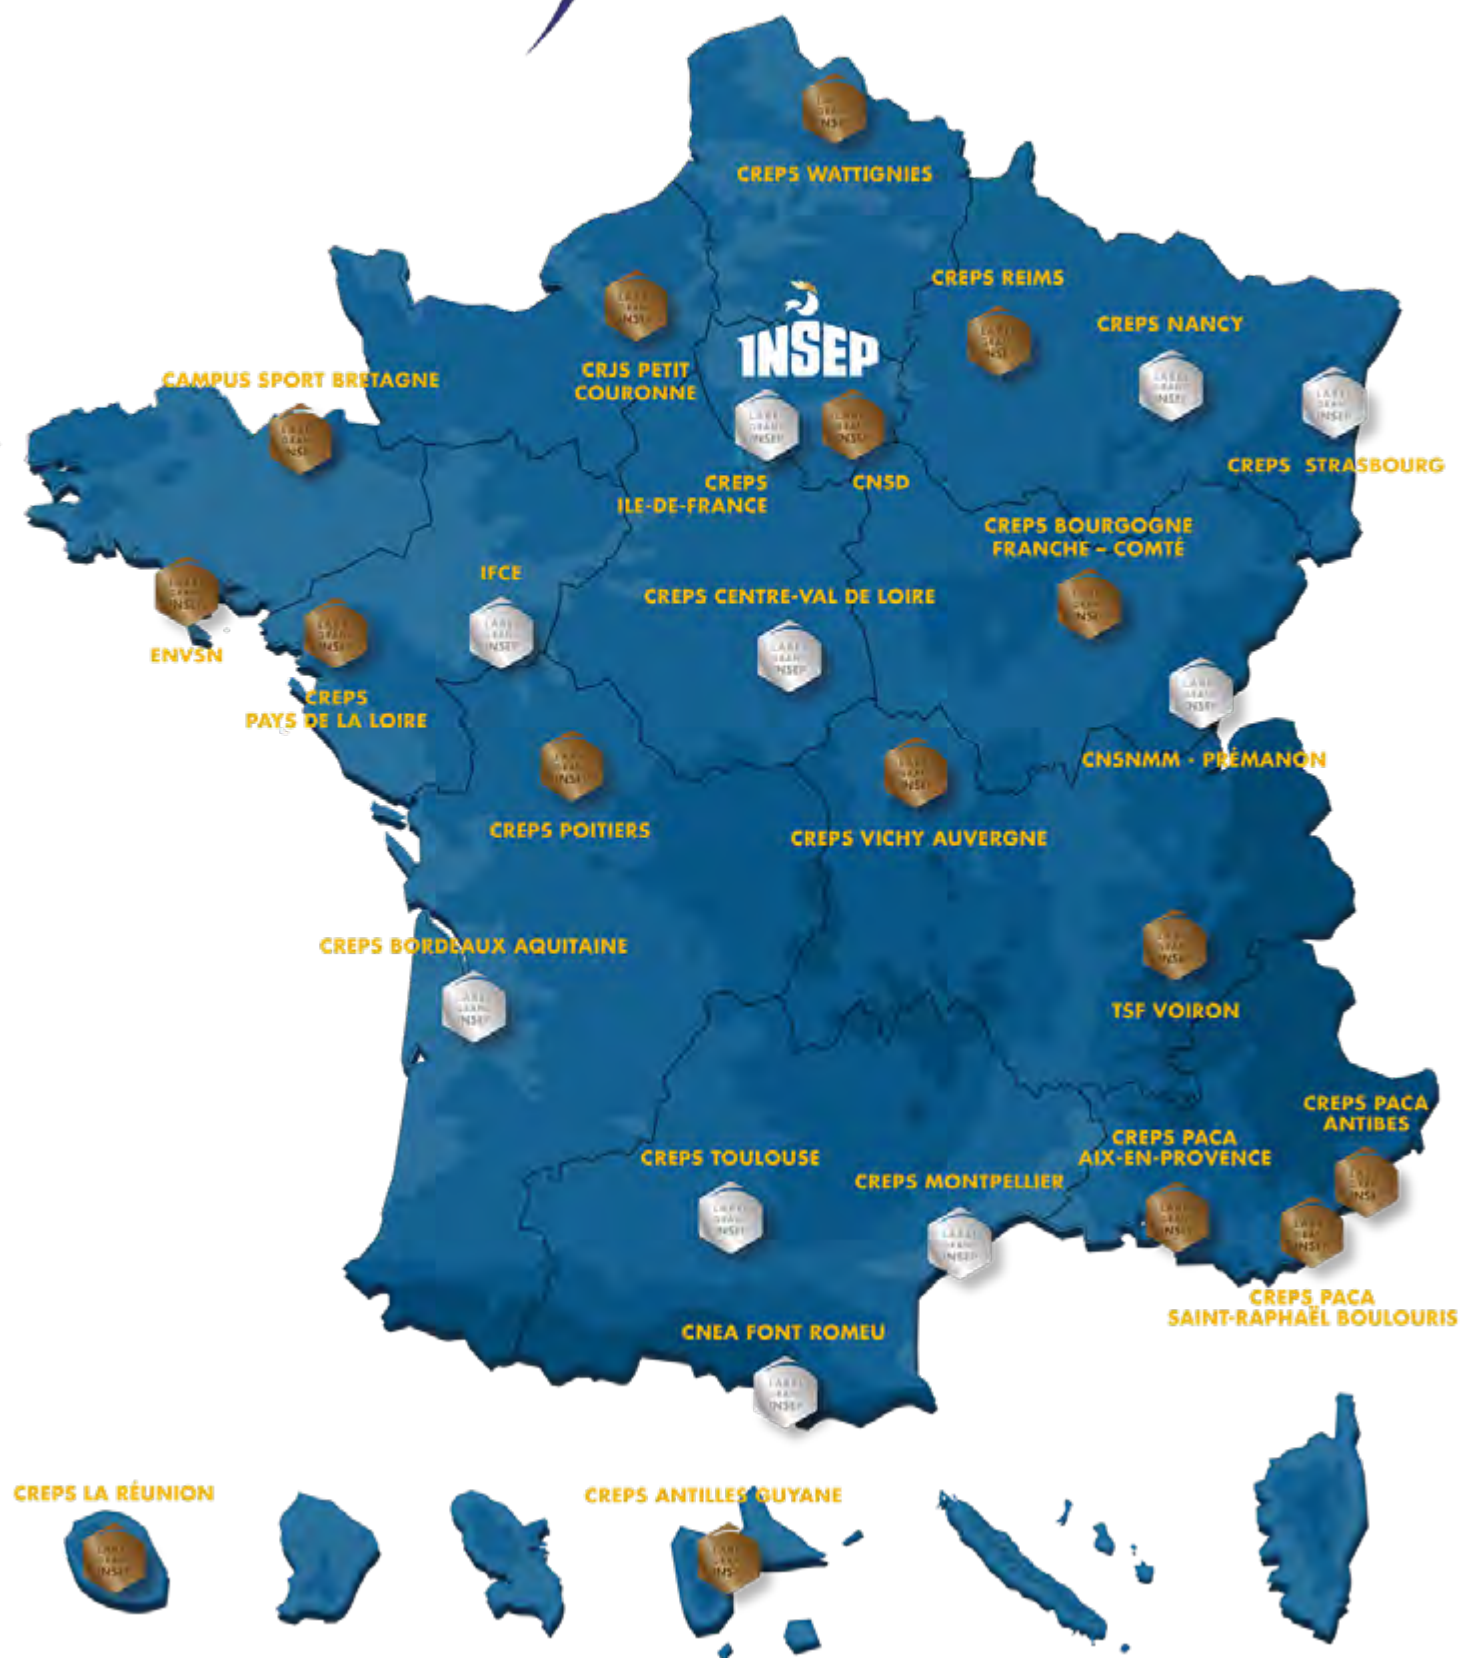 CREPS WATTIGNIES
CREPS REIMS
CREPS NANCY
INSEP
CRJS PETIT
COURONNE
CAMPUS SPORT BRETAGNE
CREPS STRASBOURG
CREPS
ILE-DE-FRANCE
CNSD
CREPS BOURGOGNE
FRANCHE – COMTÉ
IFCE
CREPS CENTRE-VAL DE LOIRE
ENVSN
CREPS
PAYS DE LA LOIRE
CNSNMM - PRÉMANON
CREPS POITIERS
CREPS VICHY AUVERGNE
CREPS BORDEAUX AQUITAINE
TSF VOIRON
CREPS PACA
ANTIBES
CREPS PACA
AIX-EN-PROVENCE
CREPS TOULOUSE
CREPS MONTPELLIER
CREPS PACA
SAINT-RAPHAËL BOULOURIS
CNEA FONT ROMEU
CREPS LA RÉUNION
CREPS ANTILLES GUYANE